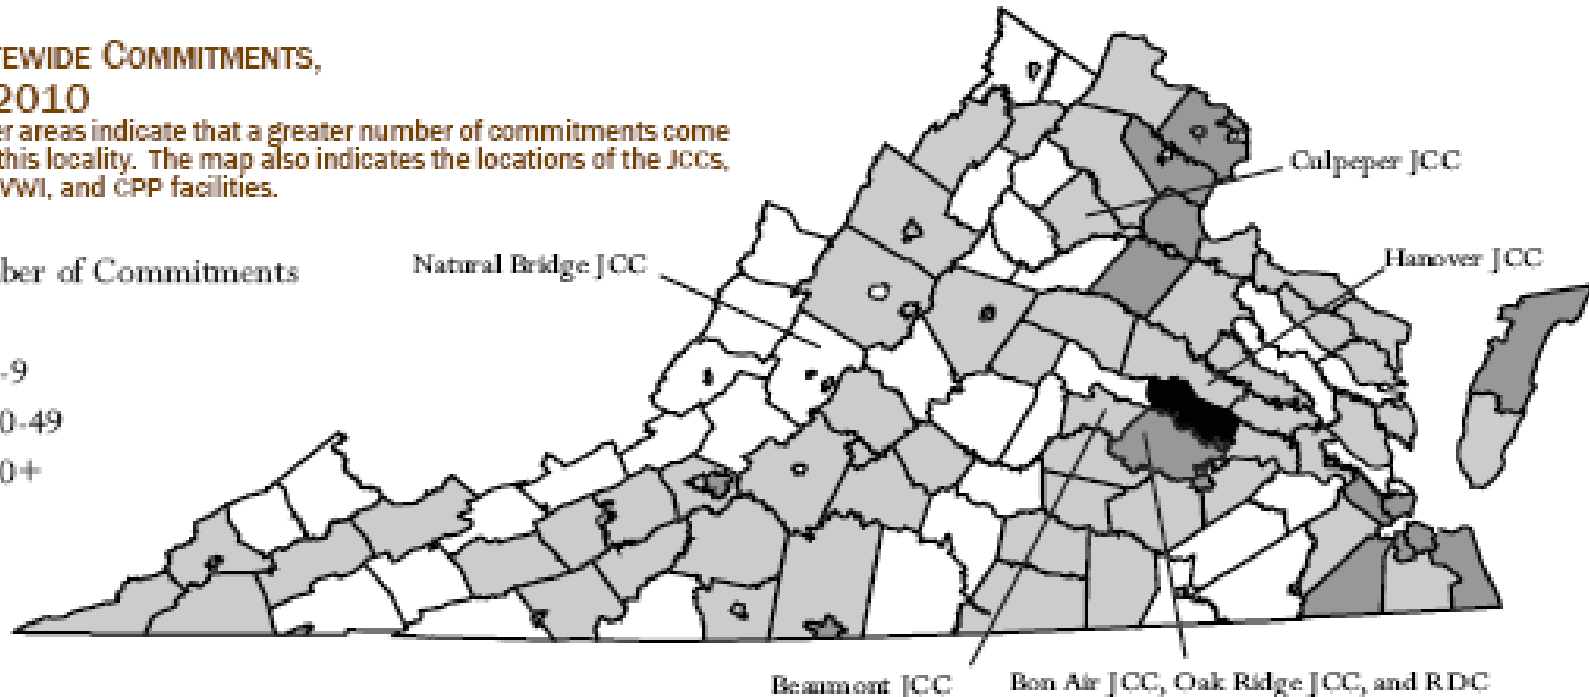 TEWIDE COMMITMENTS,
2010
er areas indicate that a greater number of commitments come
this locality. The map also indicates the locations of the JCCs,
VWI, and CPP facilities.
ber of Commitments
-9
0-49
0+
Natural Bridge JCC
Culpeper JCC
Hanover JCC
Beaumont JCC
Bon Air JCC, Oak Ridge JCC, and RDC